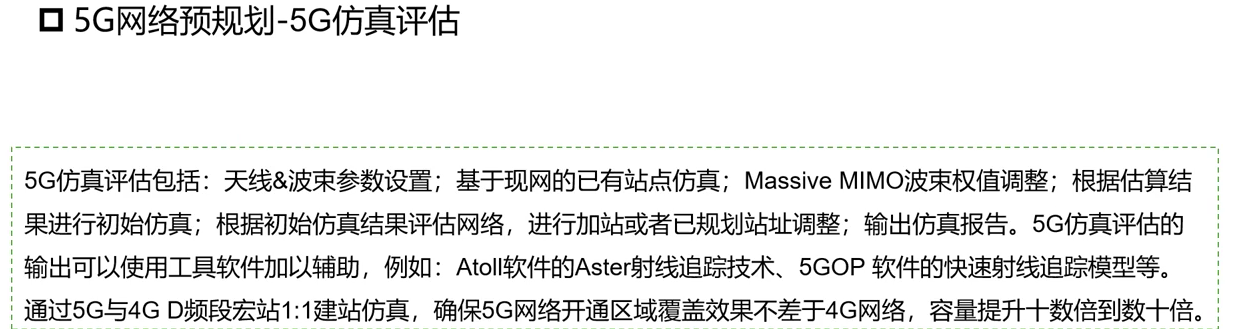 5G网络预规划-5G仿真评估
5G仿真评估包括：天线&波束参数设置；基于现网的已有站点仿真；Massive MIMO波束权值调整；根据估算结
果进行初始仿真；根据初始仿真结果评估网络，进行加站或者已规划站址调整；输出仿真报告。5G仿真评估的
输出可以使用工具软件加以辅助，例如：Atoll软件的Aster射线追踪技术、5GOP 软件的快速射线追踪模型等。
通过5G与4G D频段宏站1:1建站仿真，确保5G网络开通区域覆盖效果不差于4G网络，容量提升十数倍到数十倍。